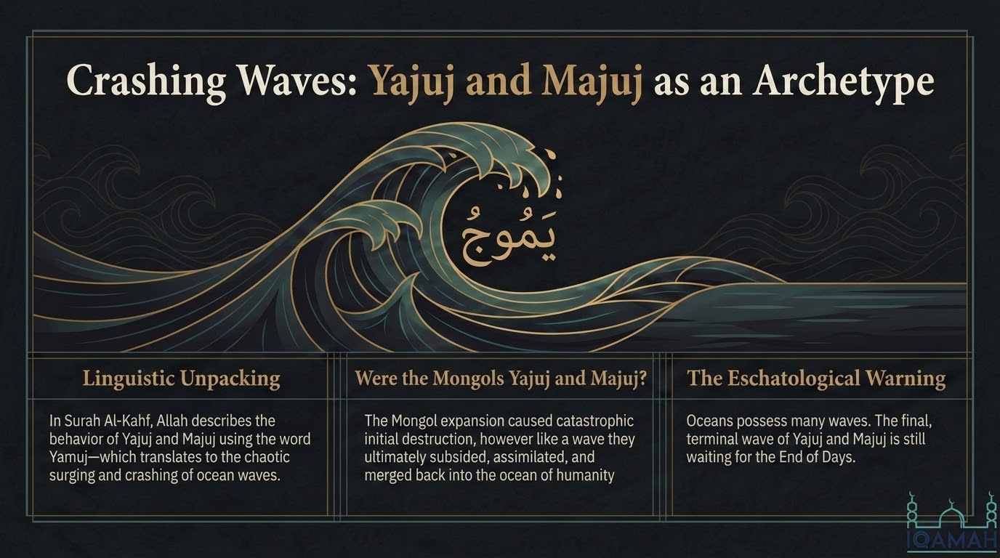 Crashing Waves: Yajuj and Majuj as an Archetype
يَمُوجُ
Linguistic Unpacking
In Surah Al-Kahf, Allah describes the
behavior of Yajuj and Majuj using the word
Yamuj—which translates to the chaotic
surging and crashing of ocean waves.
Were the Mongols Yajuj and Majuj?
The Mongol expansion caused catastrophic
initial destruction, however like a wave they
ultimately subsided, assimilated, and
merged back into the ocean of humanity
The Eschatological Warning
Oceans possess many waves. The final,
terminal wave of Yajuj and Majuj is still
waiting for the End of Days.
IQAMAH